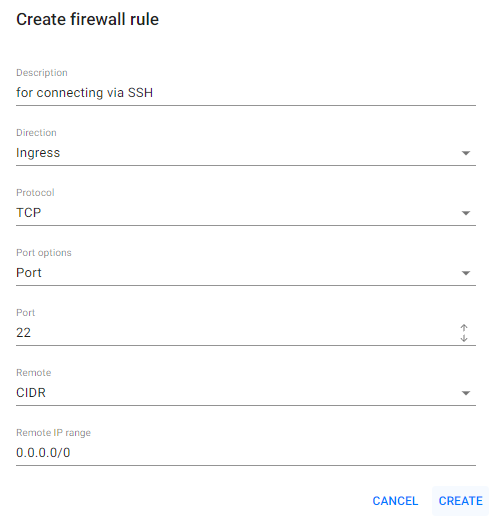 Create firewall rule
Description
for connecting via SSH
Direction
Ingress
Protocol
TCP
Port options
Port
Port
22
Remote
CIDR
Remote IP range
0.0.0.0/0
CANCEL CREATE